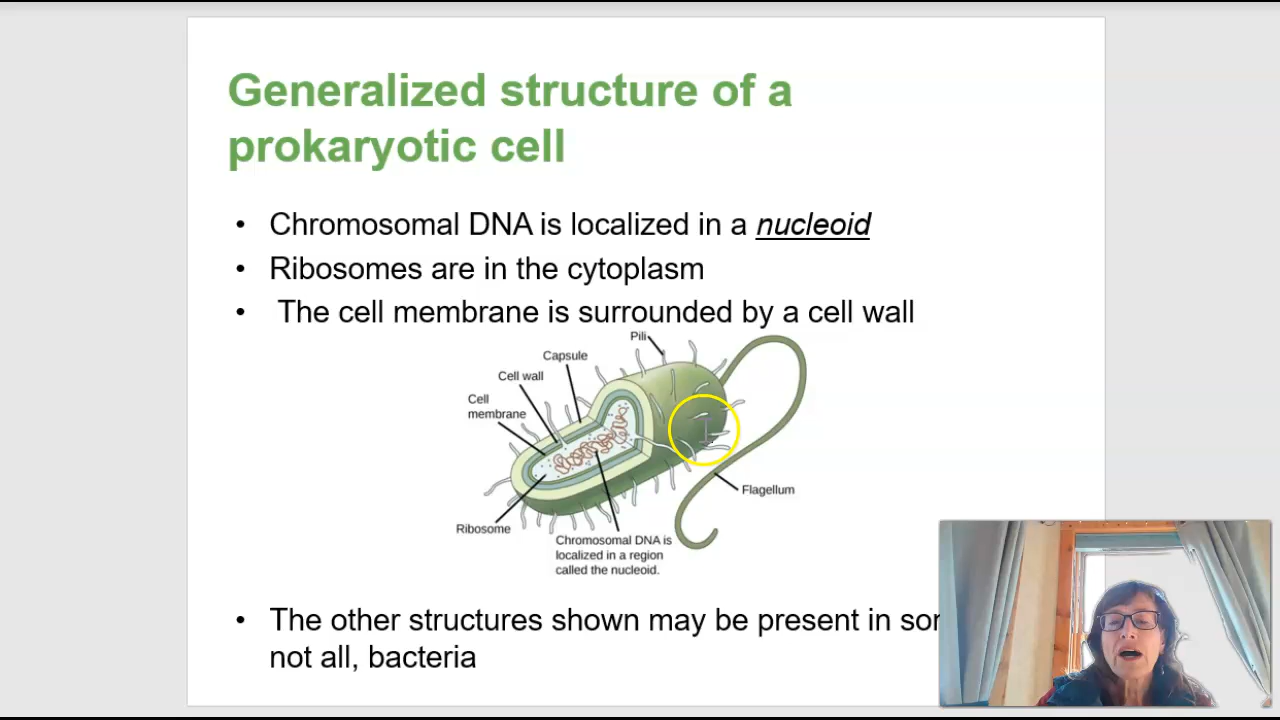 Generalized structure of a
prokaryotic cell
• Chromosomal DNA is localized in a nucleoid
• Ribosomes are in the cytoplasm
• The cell membrane is surrounded by a cell wall
Pili
Capsule
Cell wall
Cell
membrane
Flagellum
Ribosome
Chromosomal DNA is
localized in a region
called the nucleoid.
• The other structures shown may be present in
not all, bacteria